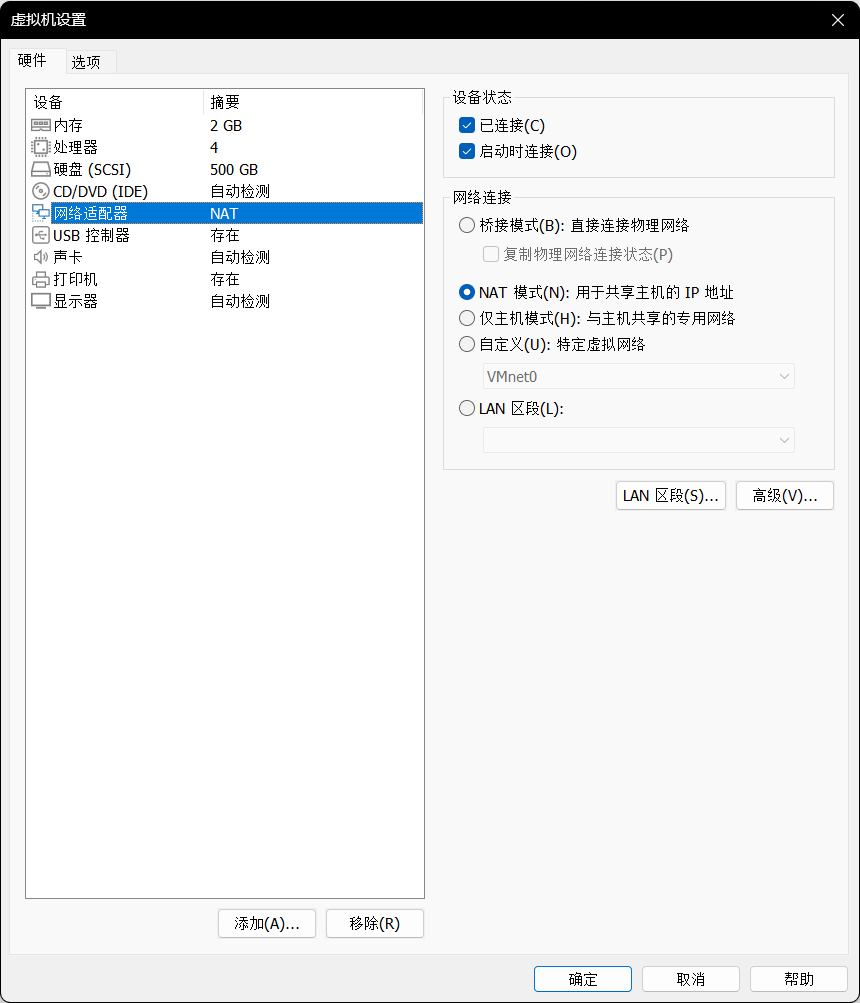 虚拟机设置
硬件 选项
设备 摘要
内存 2 GB
处理器 4
硬盘 (SCSI) 500 GB
CD/DVD (IDE) 自动检测
网络适配器 NAT
USB 控制器 存在
声卡 自动检测
打印机 存在
显示器 自动检测
添加(A)... 移除(R)
设备状态
已连接(C)
启动时连接(O)
网络连接
桥接模式(B): 直接连接物理网络
复制物理网络连接状态(P)
NAT 模式(N): 用于共享主机的 IP 地址
仅主机模式(H): 与主机共享的专用网络
自定义(U): 特定虚拟网络
VMnet0
LAN 区段(L):
LAN 区段(S)... 高级(V)...
确定 取消 帮助